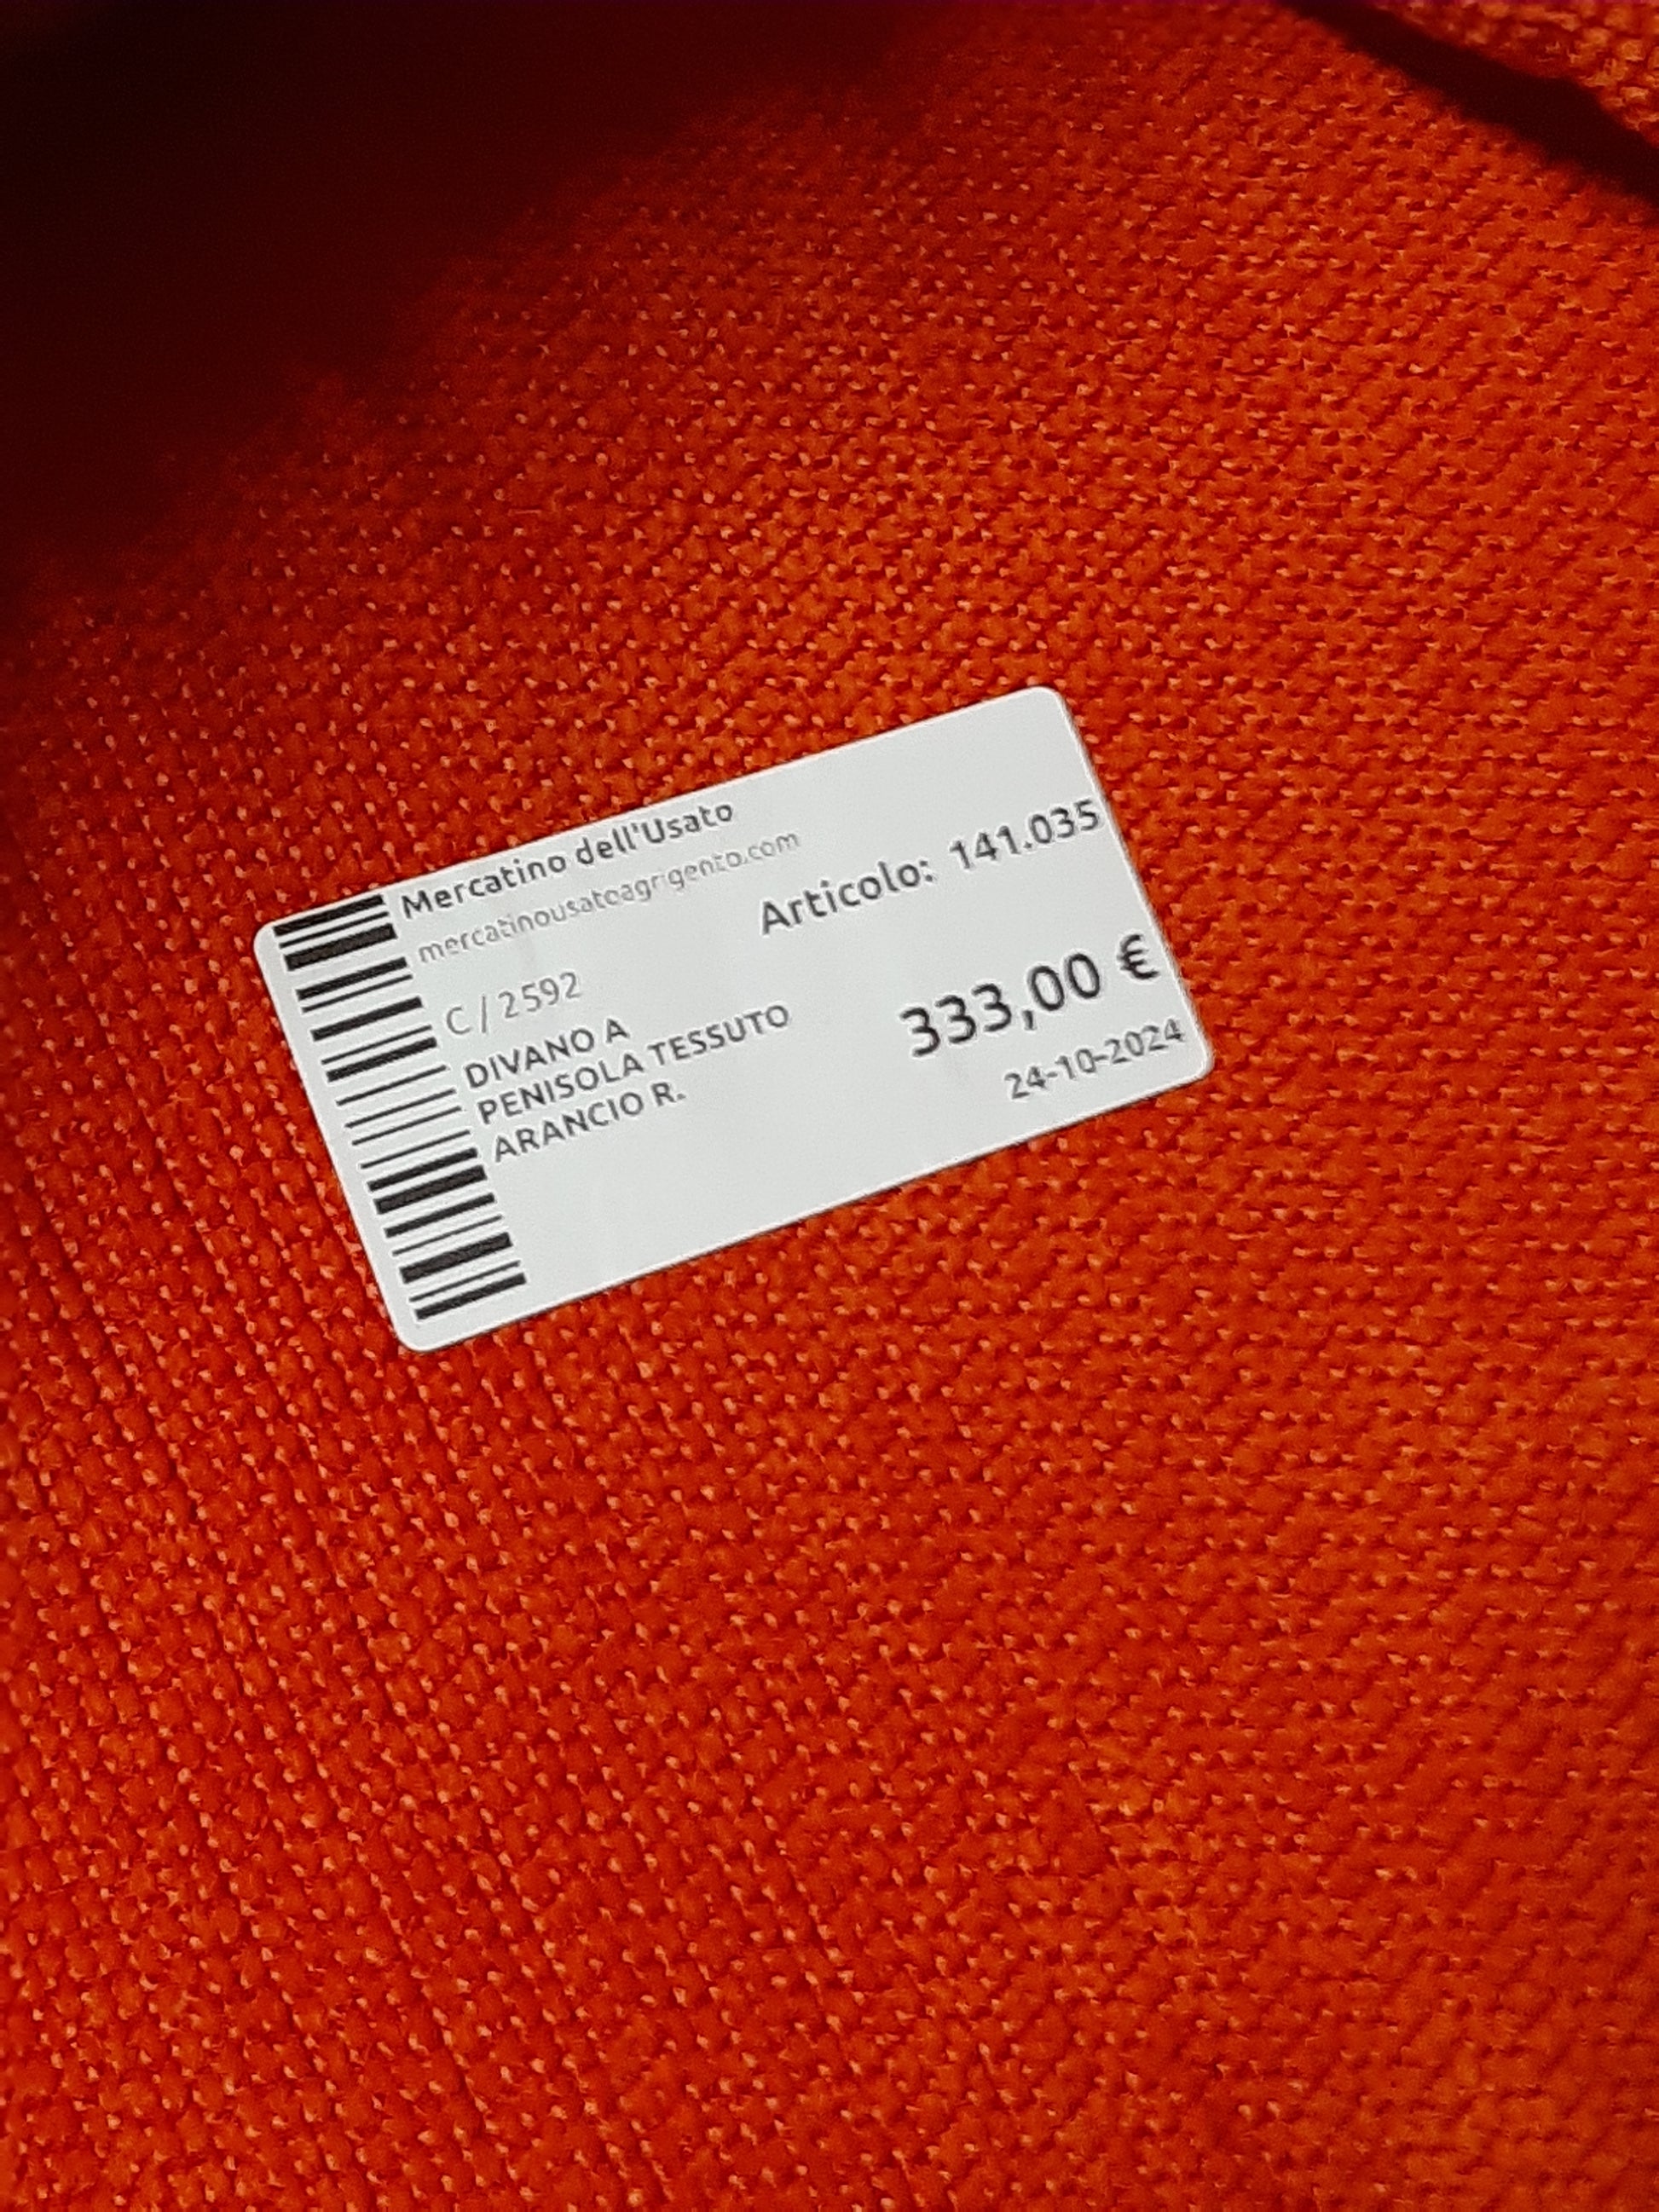 Mercatino dell'Usato
mercatinousatoagrigento.com
Articolo: 141.035
C / 2592
333,00 €
DIVANO A
PENISOLA TESSUTO
ARANCIO R.
24-10-2024